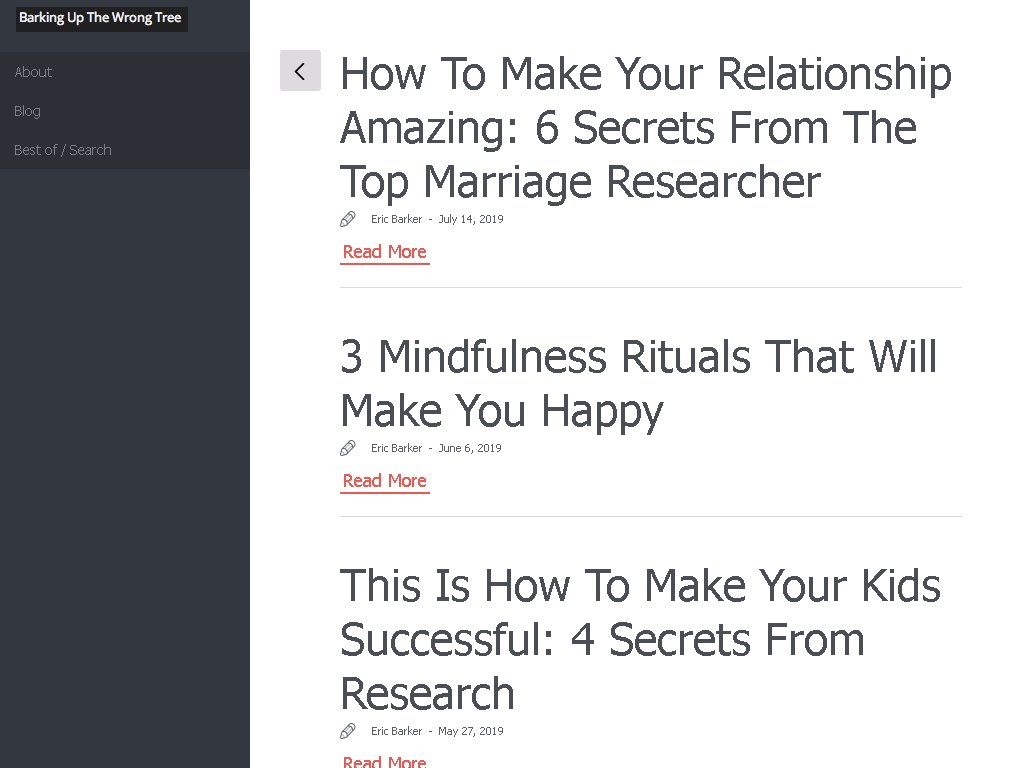 Barking Up The Wrong Tree
About
Blog
Best of / Search
How To Make Your Relationship
Amazing: 6 Secrets From The
Top Marriage Researcher
Eric Barker - July 14, 2019
Read More
3 Mindfulness Rituals That Will
Make You Happy
Eric Barker - June 6, 2019
Read More
This Is How To Make Your Kids
Successful: 4 Secrets From
Research
Eric Barker - May 27, 2019
Read More